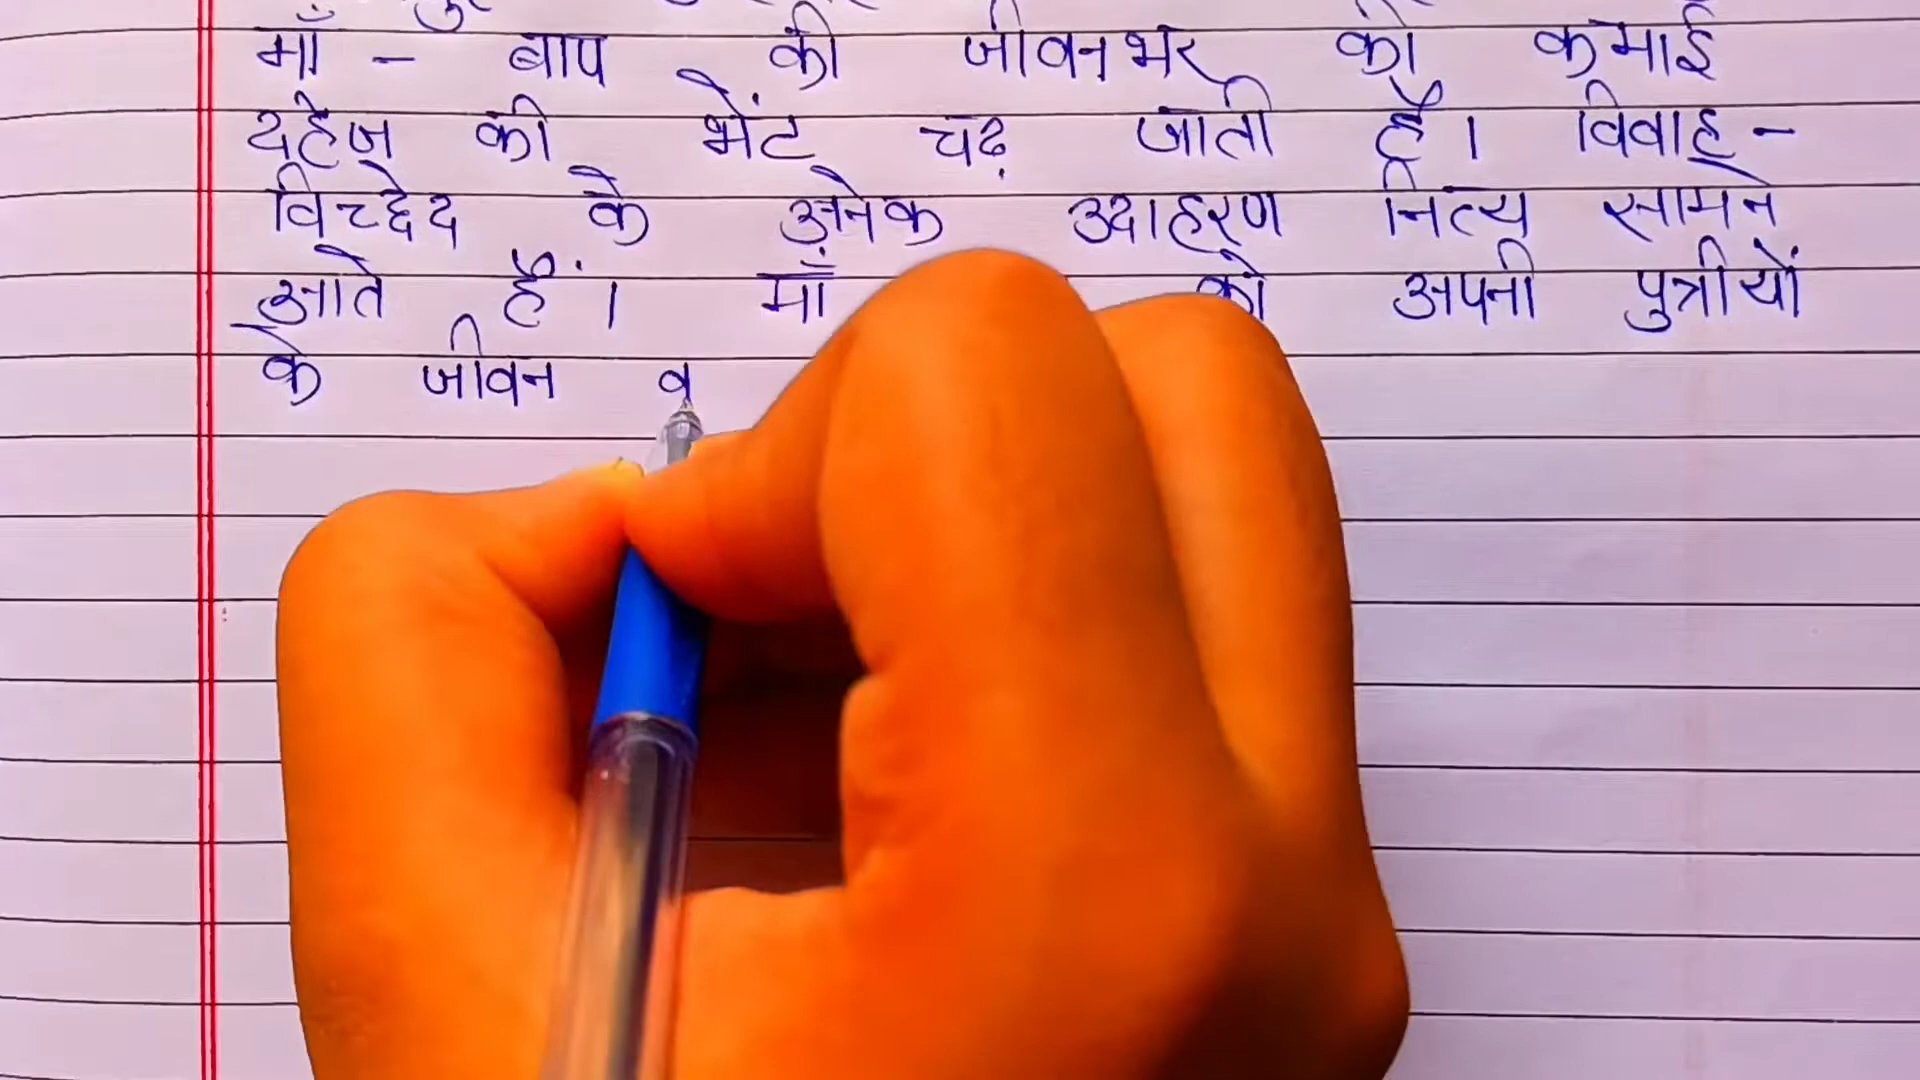 माँ - बाप की जीवनभर की कमाई
दहेज की भेंट चढ़ जाती है। विवाह -
विच्छेद के अनेक उदाहरण नित्य सामने
आते हैं। माँ को अपनी पुत्रीयों
के जीवन व